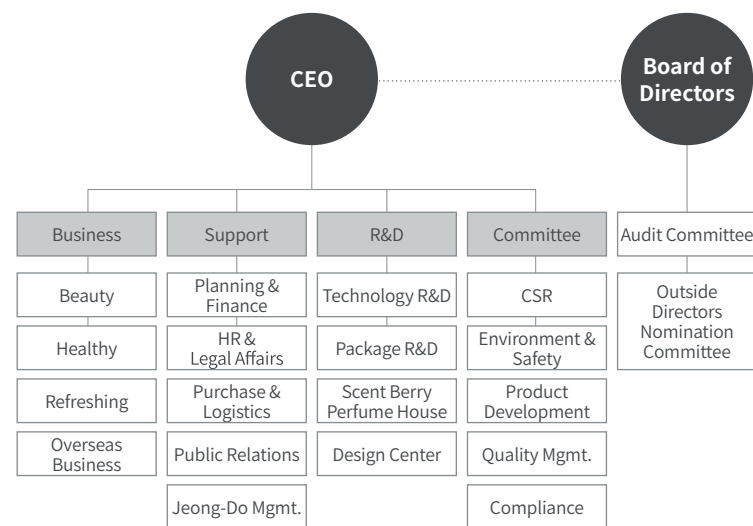 CEO
Board of
Directors
Business
Support
R&D
Committee
Audit Committee
Beauty
Planning &
Finance
Technology R&D
CSR
Outside
Directors
Nomination
Committee
Healthy
HR &
Legal Affairs
Package R&D
Environment &
Safety
Refreshing
Purchase &
Logistics
Scent Berry
Perfume House
Product
Development
Overseas
Business
Public Relations
Design Center
Quality Mgmt.
Jeong-Do Mgmt.
Compliance